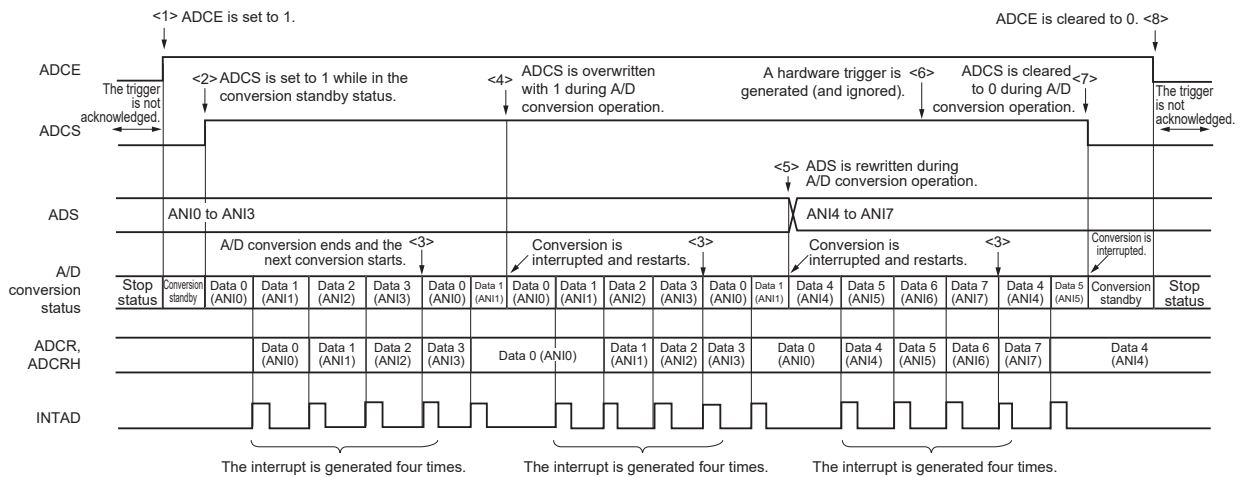 <1> ADCE is set to 1.
ADCE is cleared to 0. <8>
ADCE
The trigger
is not
acknowledged.
<2> ADCS is set to 1 while in the
conversion standby status.
<4> ADCS is overwritten
with 1 during A/D
conversion operation.
A hardware trigger is <6>
generated (and ignored).
ADCS is cleared <7>
to 0 during A/D
conversion operation.
The trigger
is not
acknowledged.
ADCS
<5> ADS is rewritten during
A/D conversion operation.
ADS
ANI0 to ANI3
ANI4 to ANI7
A/D conversion ends and the <3>
next conversion starts.
Conversion is
interrupted and restarts.
<3>
Conversion is
interrupted and restarts.
<3>
Conversion is
interrupted.
A/D
conversion
status
Stop
status
Conversion
standby
Data 0
(ANI0)
Data 1
(ANI1)
Data 2
(ANI2)
Data 3
(ANI3)
Data 0
(ANI0)
Data 1
(ANI1)
Data 0
(ANI0)
Data 1
(ANI1)
Data 2
(ANI2)
Data 3
(ANI3)
Data 0
(ANI0)
Data 1
(ANI1)
Data 4
(ANI4)
Data 5
(ANI5)
Data 6
(ANI6)
Data 7
(ANI7)
Data 4
(ANI4)
Data 5
(ANI5)
Conversion
standby
Stop
status
ADCR,
ADCRH
Data 0
(ANI0)
Data 1
(ANI1)
Data 2
(ANI2)
Data 3
(ANI3)
Data 0 (ANI0)
Data 1
(ANI1)
Data 2
(ANI2)
Data 3
(ANI3)
Data 0
(ANI0)
Data 4
(ANI4)
Data 5
(ANI5)
Data 6
(ANI6)
Data 7
(ANI7)
Data 4
(ANI4)
INTAD
The interrupt is generated four times.
The interrupt is generated four times.
The interrupt is generated four times.